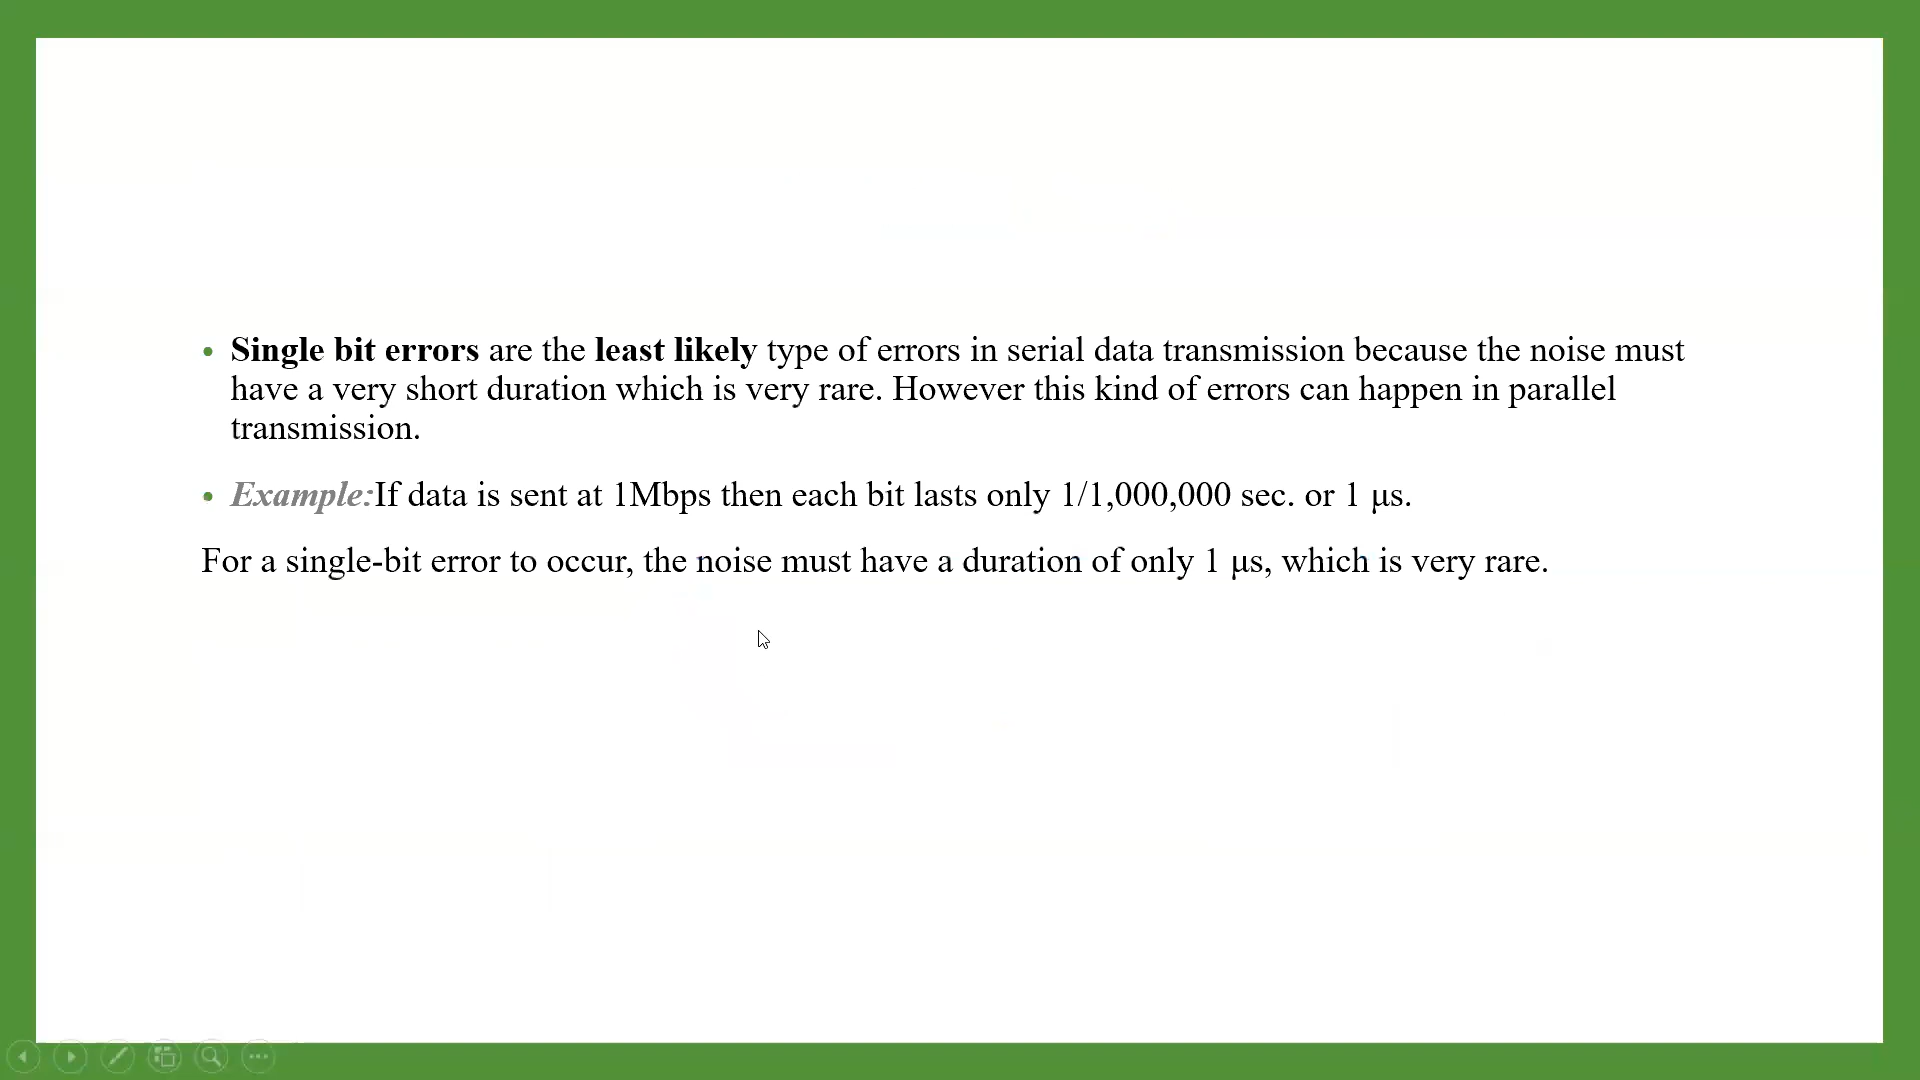 • Single bit errors are the least likely type of errors in serial data transmission because the noise must
have a very short duration which is very rare. However this kind of errors can happen in parallel
transmission.
• Example:If data is sent at 1Mbps then each bit lasts only 1/1,000,000 sec. or 1 μs.
For a single-bit error to occur, the noise must have a duration of only 1 μs, which is very rare.